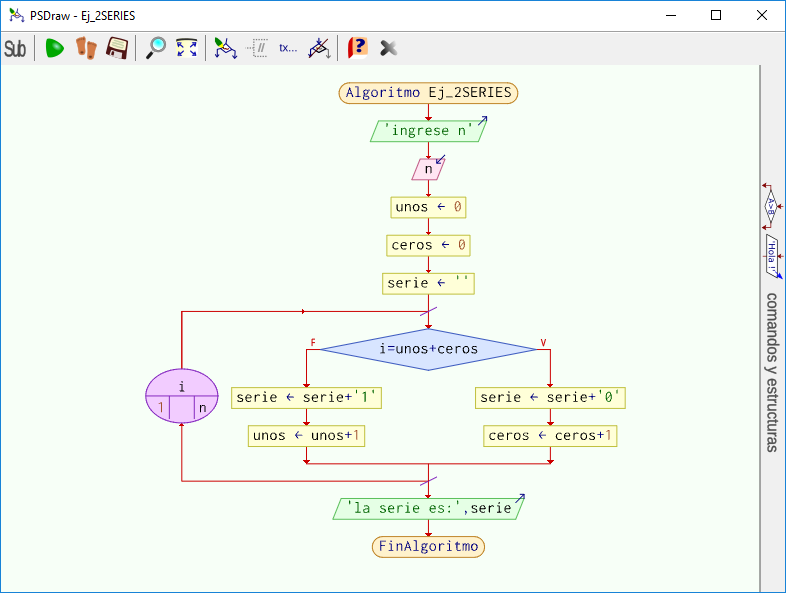 PSDraw - Ej_2SERIES
Sub
tx...
?
Algoritmo Ej_2SERIES
'ingrese n'
n
unos ← 0
ceros ← 0
serie ← ''
i
1 n
F
i=unos+ceros
V
serie ← serie+'1'
serie ← serie+'0'
unos ← unos+1
ceros ← ceros+1
'la serie es:',serie
FinAlgoritmo
A>B
'Hola !'
comandos y estructuras